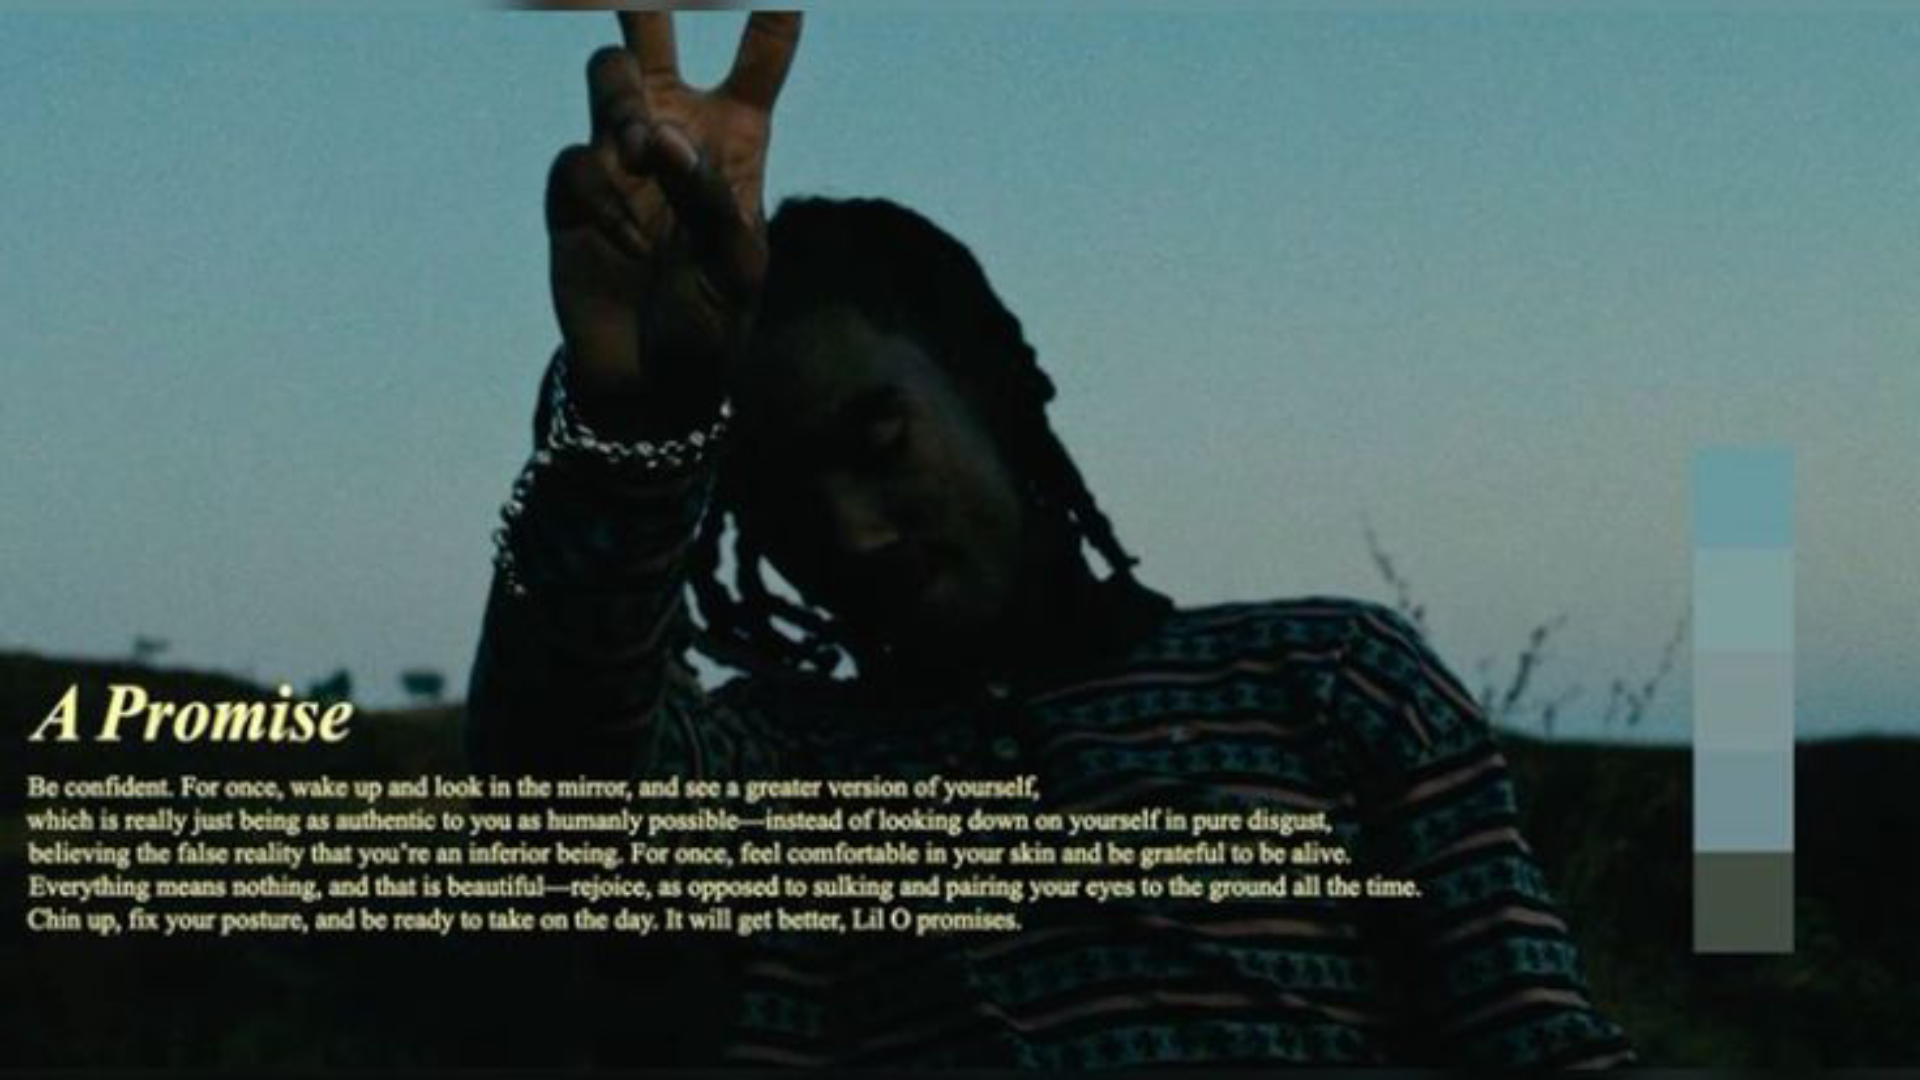 A Promise
Be confident. For once, wake up and look in the mirror, and see a greater version of yourself,
which is really just being as authentic to you as humanly possible—instead of looking down on yourself in pure disgust,
believing the false reality that you're an inferior being. For once, feel comfortable in your skin and be grateful to be alive.
Everything means nothing, and that is beautiful—rejoice, as opposed to sulking and pairing your eyes to the ground all the time.
Chin up, fix your posture, and be ready to take on the day. It will get better, Lil O promises.